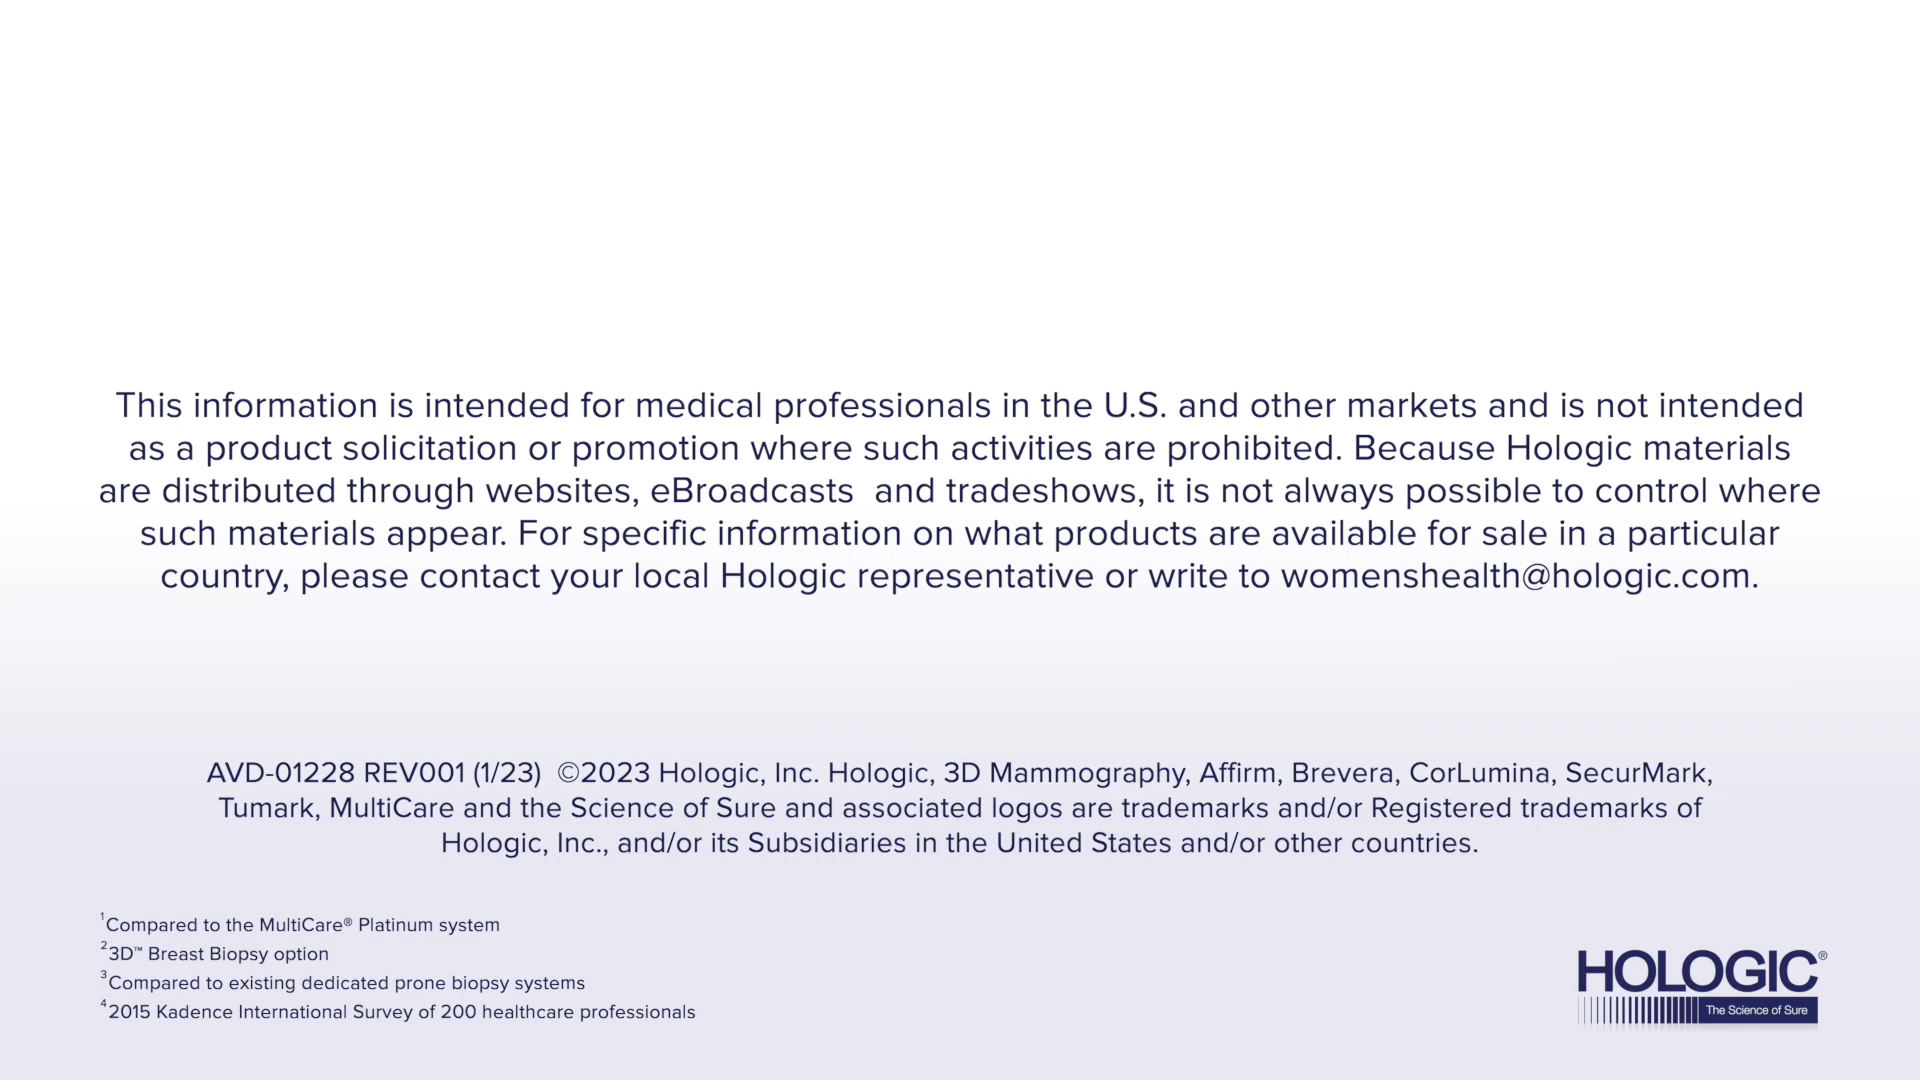 This information is intended for medical professionals in the U.S. and other markets and is not intended
as a product solicitation or promotion where such activities are prohibited. Because Hologic materials
are distributed through websites, eBroadcasts  and tradeshows, it is not always possible to control where
such materials appear. For specific information on what products are available for sale in a particular
country, please contact your local Hologic representative or write to womenshealth@hologic.com.
AVD-01228 REV001 (1/23)  ©2023 Hologic, Inc. Hologic, 3D Mammography, Affirm, Brevera, CorLumina, SecurMark,
Tumark, MultiCare and the Science of Sure and associated logos are trademarks and/or Registered trademarks of
Hologic, Inc., and/or its Subsidiaries in the United States and/or other countries.
¹Compared to the MultiCare® Platinum system
²3D™ Breast Biopsy option
³Compared to existing dedicated prone biopsy systems
⁴2015 Kadence International Survey of 200 healthcare professionals
HOLOGIC®
The Science of Sure